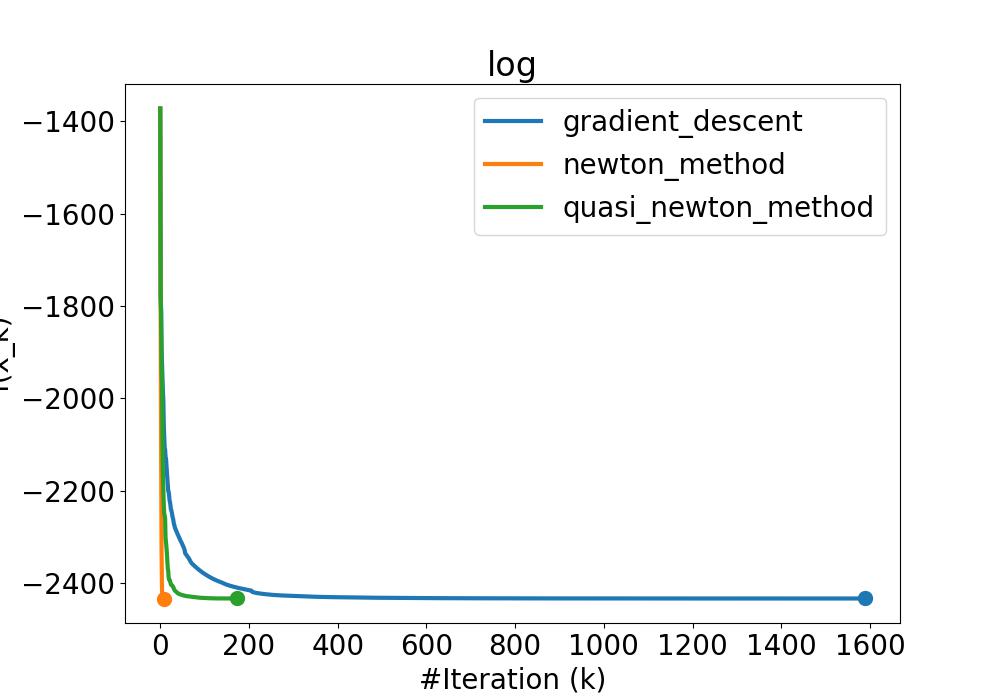 log
−1400
−1600
−1800
−2000
−2200
−2400
gradient_descent
newton_method
quasi_newton_method
0 200 400 600 800 1000 1200 1400 1600
#Iteration (k)